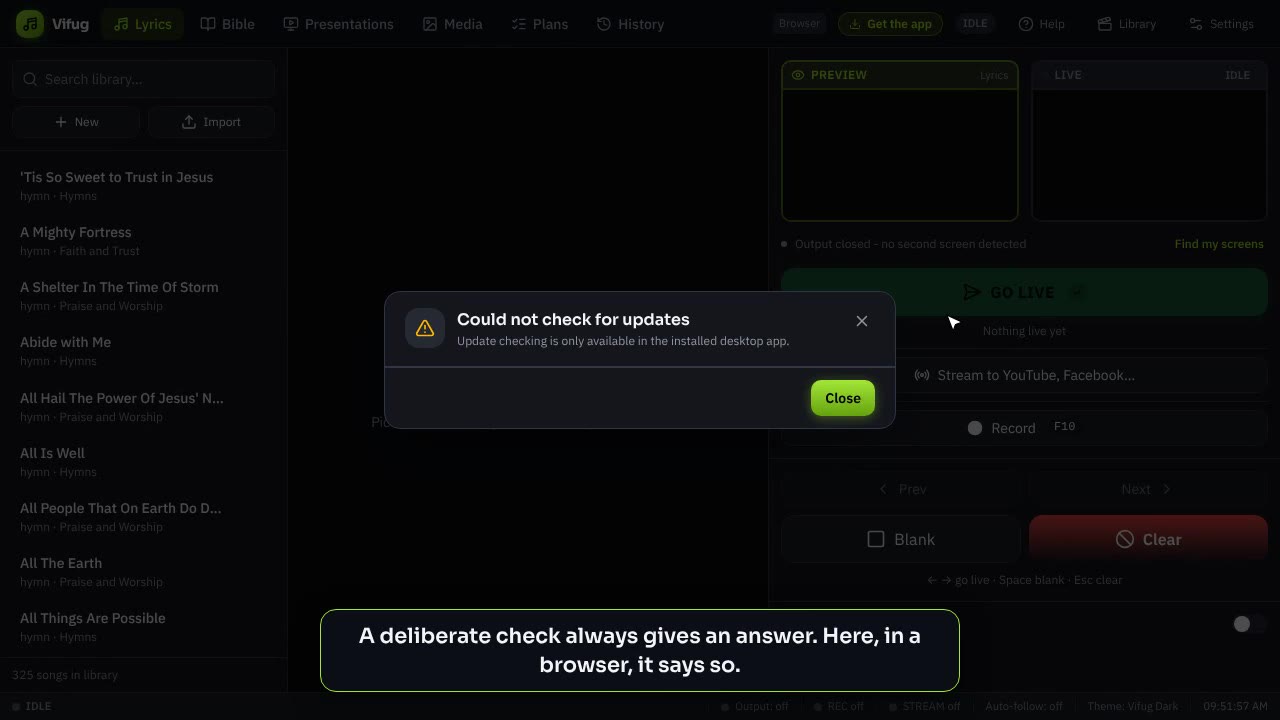 Vifug
Lyrics
Bible
Presentations
Media
Plans
History
Browser
Get the app
IDLE
Help
Library
Settings
Search library...
New
Import
'Tis So Sweet to Trust in Jesus
hymn · Hymns
A Mighty Fortress
hymn · Faith and Trust
A Shelter In The Time Of Storm
hymn · Praise and Worship
Abide with Me
hymn · Hymns
All Hail The Power Of Jesus' N...
hymn · Praise and Worship
All Is Well
hymn · Hymns
All People That On Earth Do D...
hymn · Praise and Worship
All The Earth
hymn · Praise and Worship
All Things Are Possible
hymn · Hymns
325 songs in library
PREVIEW
Lyrics
LIVE
IDLE
Output closed - no second screen detected
Find my screens
GO LIVE
Nothing live yet
Stream to YouTube, Facebook...
Record F10
Prev
Next
Blank
Clear
← → go live · Space blank · Esc clear
Could not check for updates
Update checking is only available in the installed desktop app.
Close
A deliberate check always gives an answer. Here, in a
browser, it says so.
IDLE
Output: off
REC off
STREAM off
Auto-follow: off
Theme: Vifug Dark
09:51:57 AM